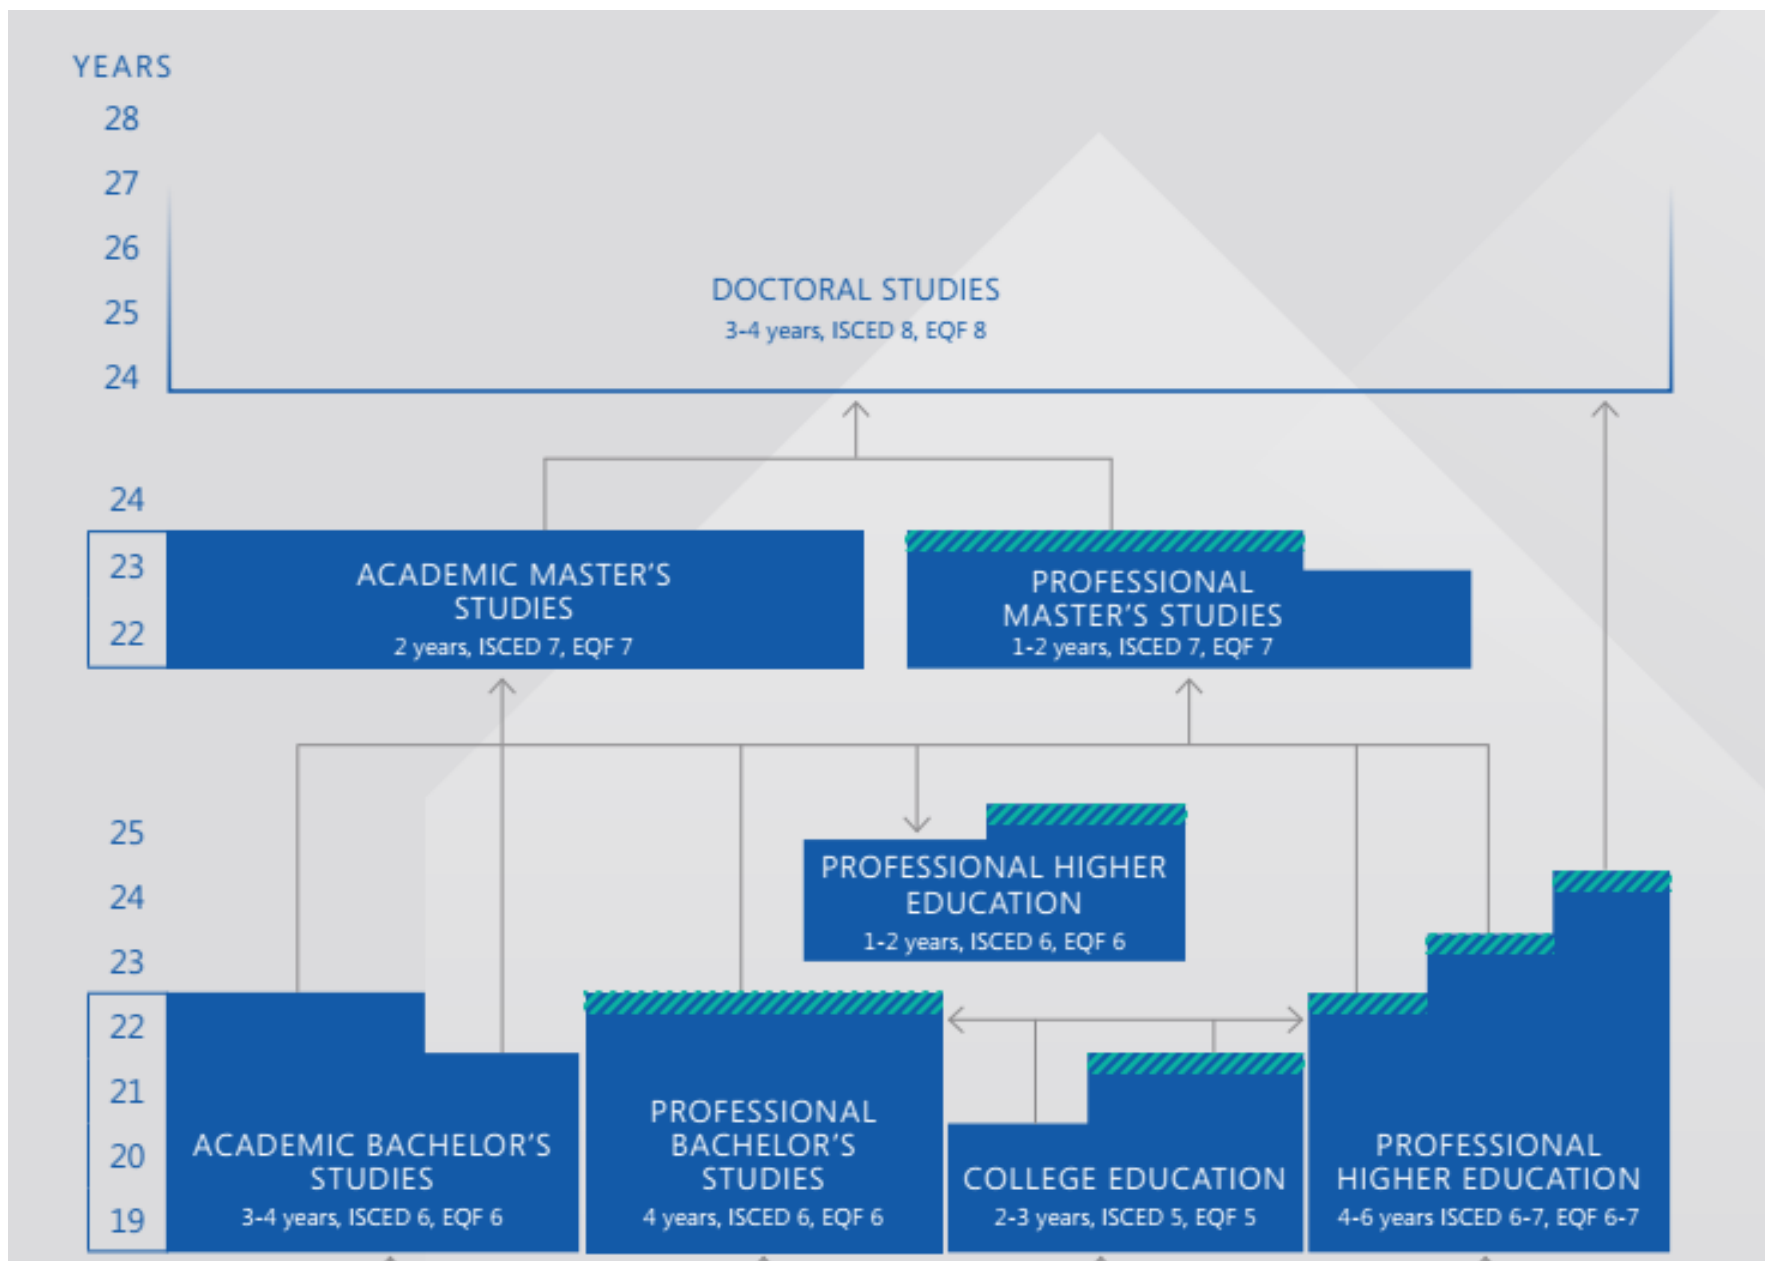 YEARS
28
27
26
25
24
DOCTORAL STUDIES
3-4 years, ISCED 8, EQF 8
24
23
22
ACADEMIC MASTER'S
STUDIES
2 years, ISCED 7, EQF 7
PROFESSIONAL
MASTER'S STUDIES
1-2 years, ISCED 7, EQF 7
25
24
23
PROFESSIONAL HIGHER
EDUCATION
1-2 years, ISCED 6, EQF 6
22
21
20
19
ACADEMIC BACHELOR'S
STUDIES
3-4 years, ISCED 6, EQF 6
PROFESSIONAL
BACHELOR'S
STUDIES
4 years, ISCED 6, EQF 6
COLLEGE EDUCATION
2-3 years, ISCED 5, EQF 5
PROFESSIONAL
HIGHER EDUCATION
4-6 years ISCED 6-7, EQF 6-7